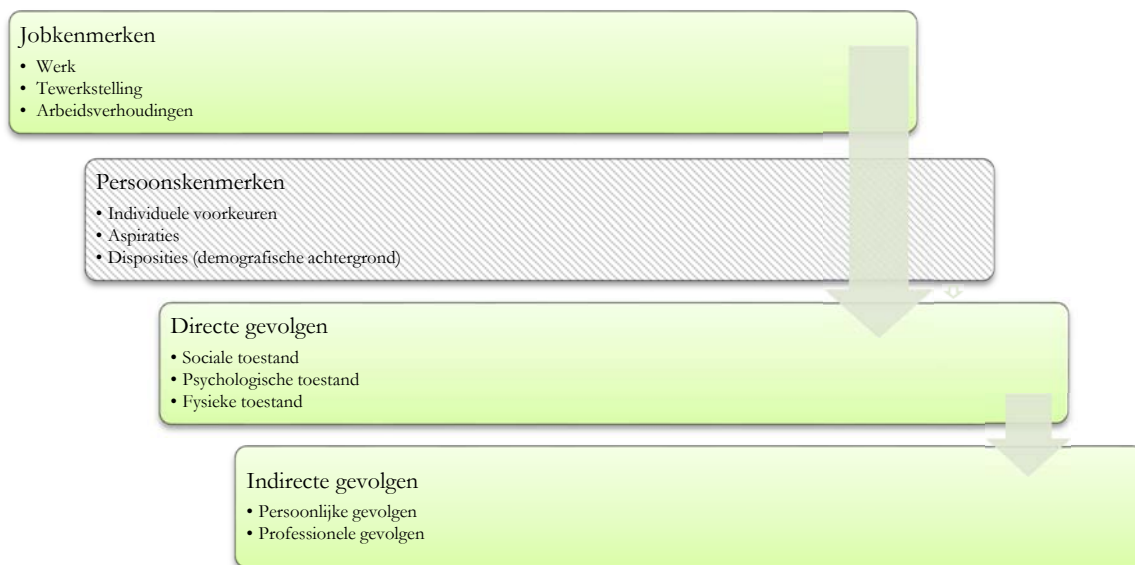 Jobkenmerken
• Werk
• Tewerkstelling
• Arbeidsverhoudingen
Persoonskenmerken
• Individuele voorkeuren
• Aspiraties
• Disposities (demografische achtergrond)
Directe gevolgen
• Sociale toestand
• Psychologische toestand
• Fysieke toestand
Indirecte gevolgen
• Persoonlijke gevolgen
• Professionele gevolgen